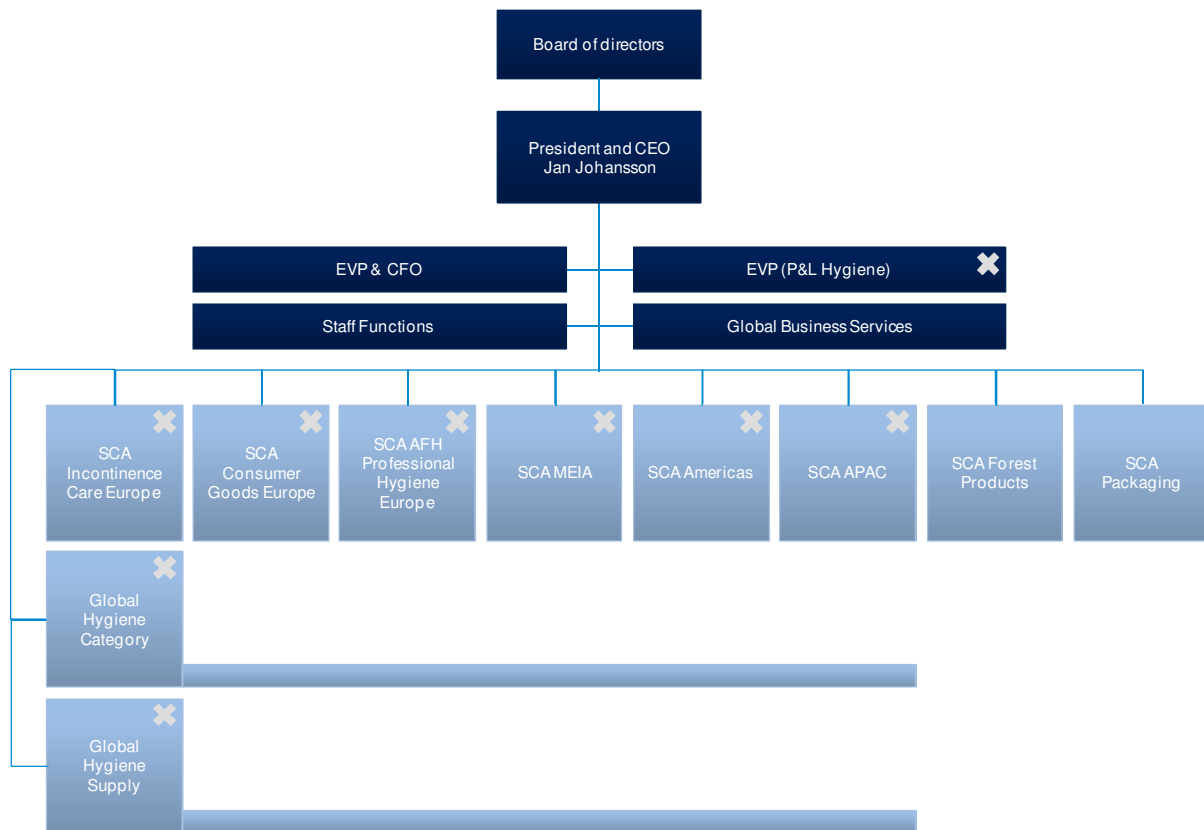 Board of directors
President and CEO
Jan Johansson
EVP & CFO
EVP (P&L Hygiene)
Staff Functions
Global Business Services
SCA
Incontinence
Care Europe
SCA
Consumer
Goods Europe
SCA AFH
Professional
Hygiene
Europe
SCA MEIA
SCA Americas
SCA APAC
SCA Forest
Products
SCA
Packaging
Global
Hygiene
Category
Global
Hygiene
Supply